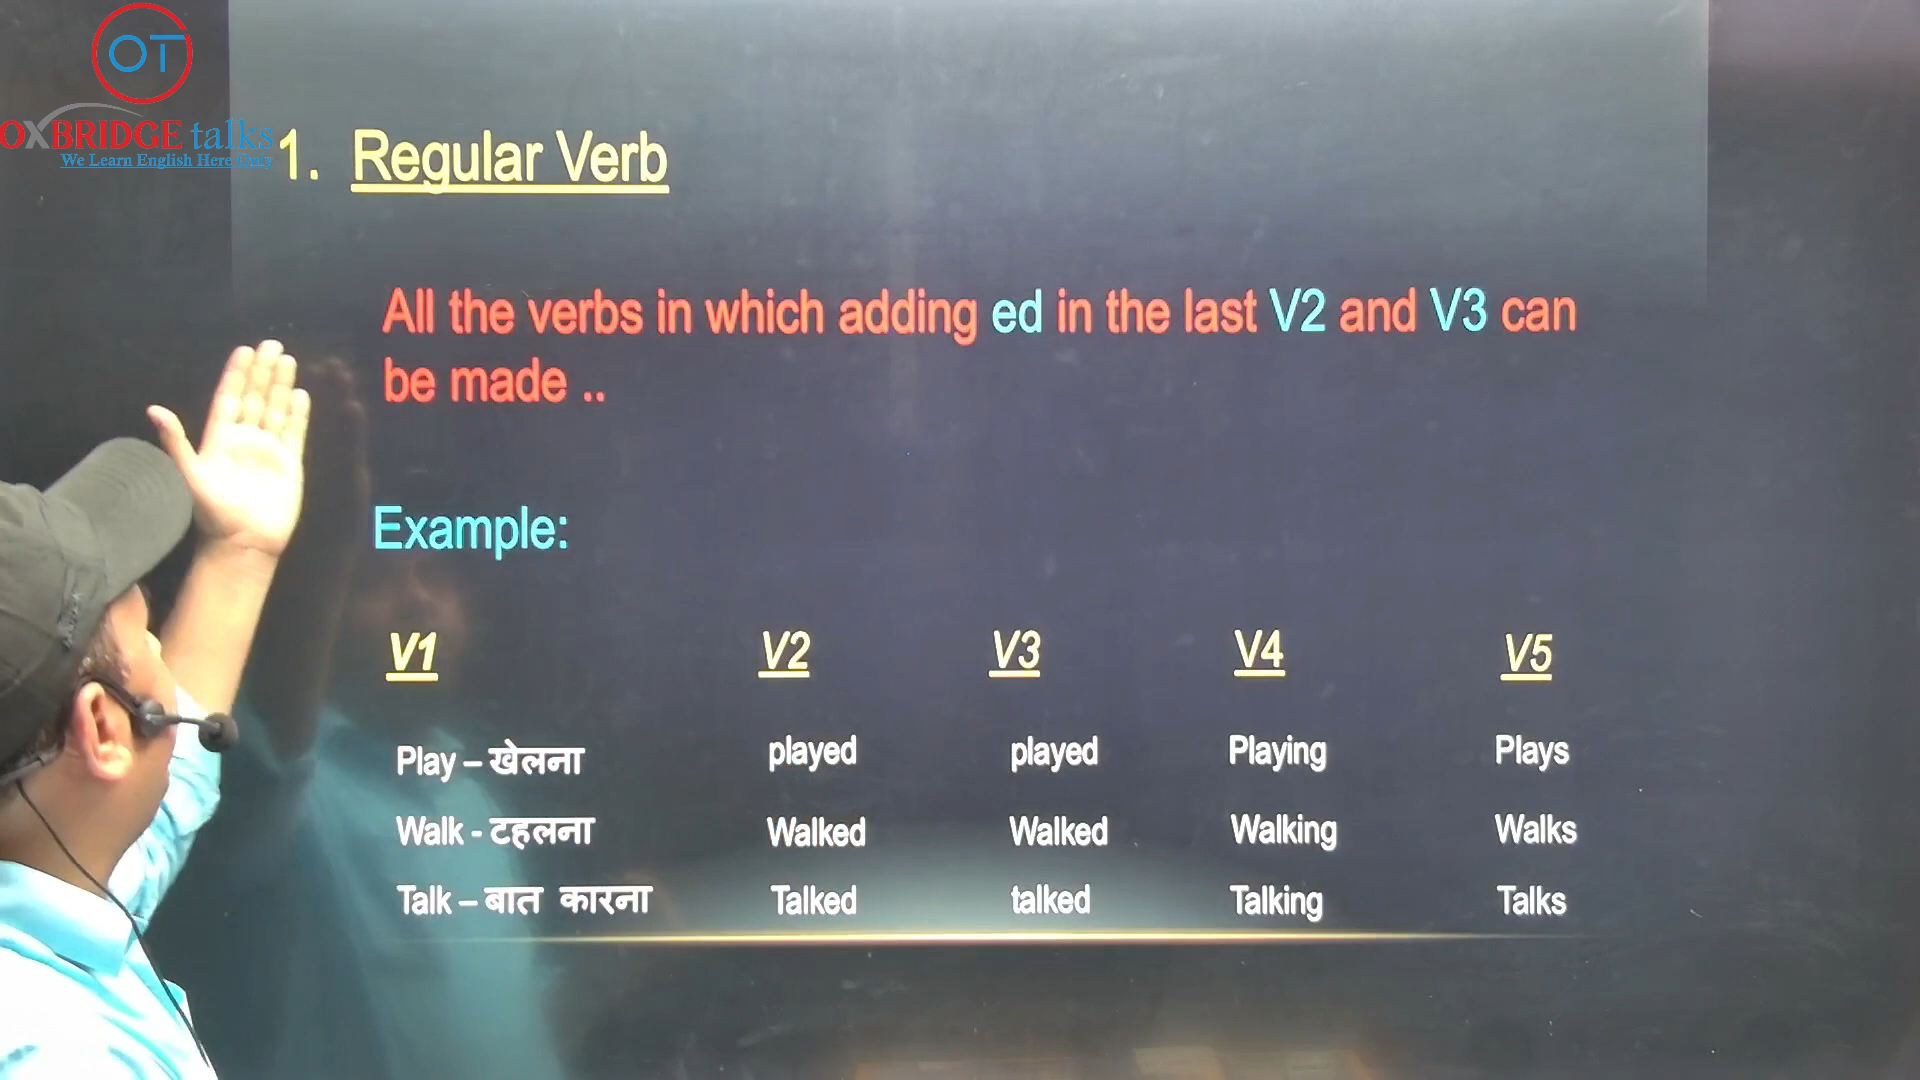 OT
OXBRIDGE talks
We Learn English Here Only
1. Regular Verb
All the verbs in which adding ed in the last V2 and V3 can
be made ..
Example:
V1 V2 V3 V4 V5
Play – खेलना played played Playing Plays
Walk - टहलना Walked Walked Walking Walks
Talk – बात कारना Talked talked Talking Talks